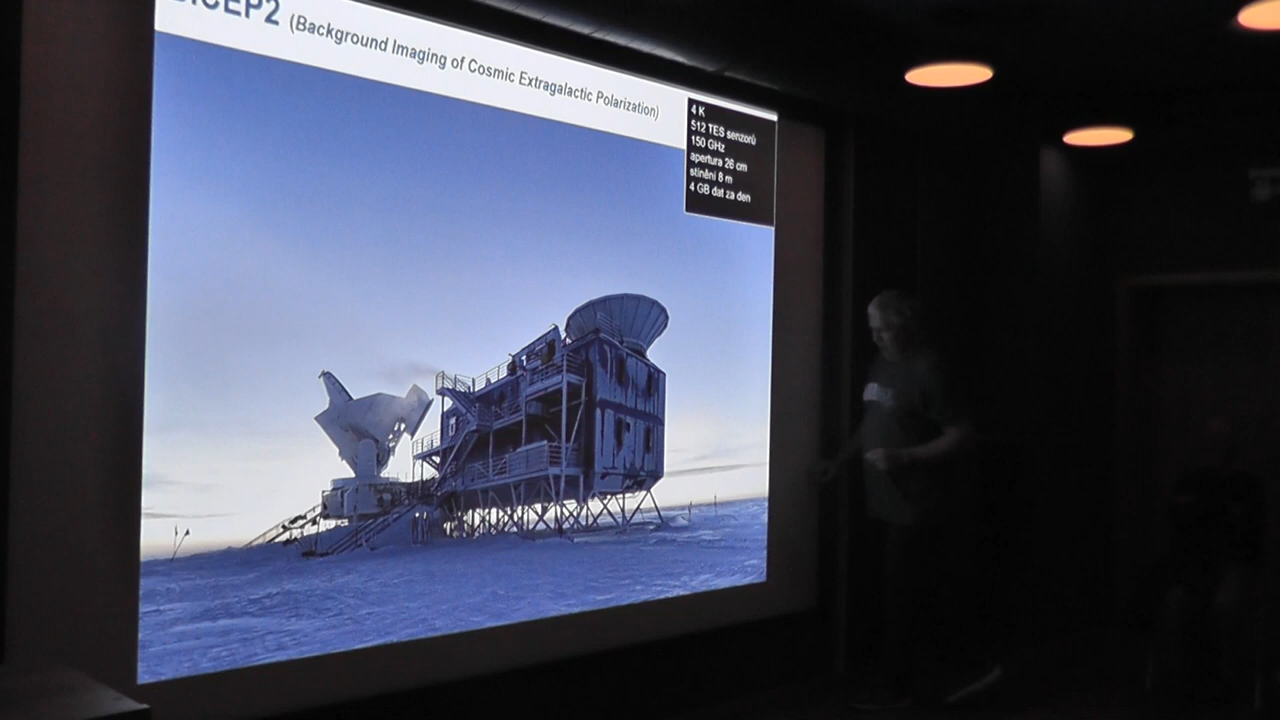 BICEP2 (Background Imaging of Cosmic Extragalactic Polarization)
4 K
512 TES senzorů
150 GHz
apertura 26 cm
stínění 8 m
4 GB dat za den